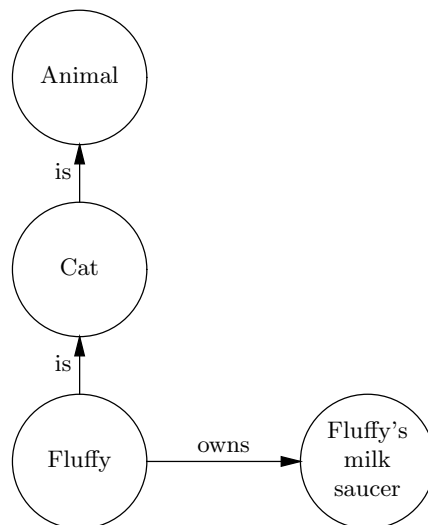 Animal
is
Cat
is
Fluffy
owns
Fluffy's
milk
saucer